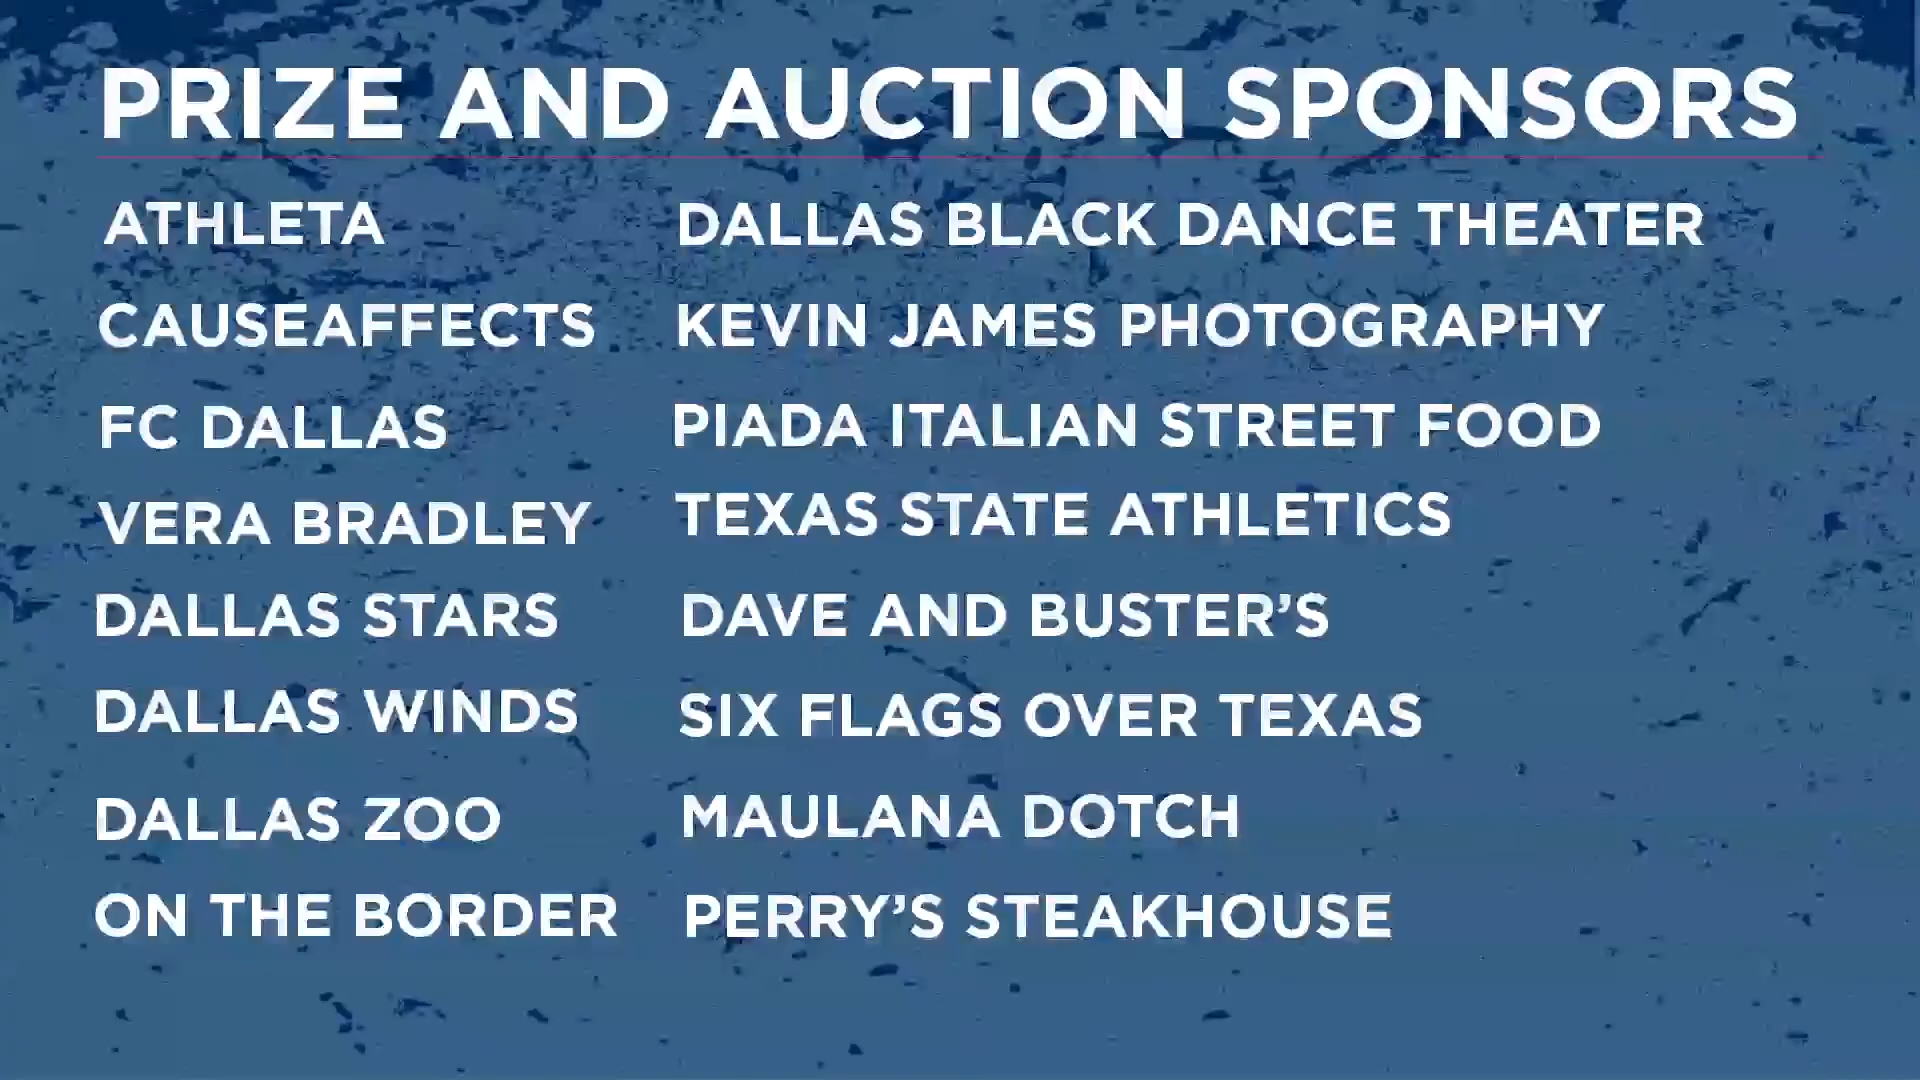 PRIZE AND AUCTION SPONSORS
ATHLETA
CAUSEAFFECTS
FC DALLAS
VERA BRADLEY
DALLAS STARS
DALLAS WINDS
DALLAS ZOO
ON THE BORDER
DALLAS BLACK DANCE THEATER
KEVIN JAMES PHOTOGRAPHY
PIADA ITALIAN STREET FOOD
TEXAS STATE ATHLETICS
DAVE AND BUSTER’S
SIX FLAGS OVER TEXAS
MAULANA DOTCH
PERRY’S STEAKHOUSE